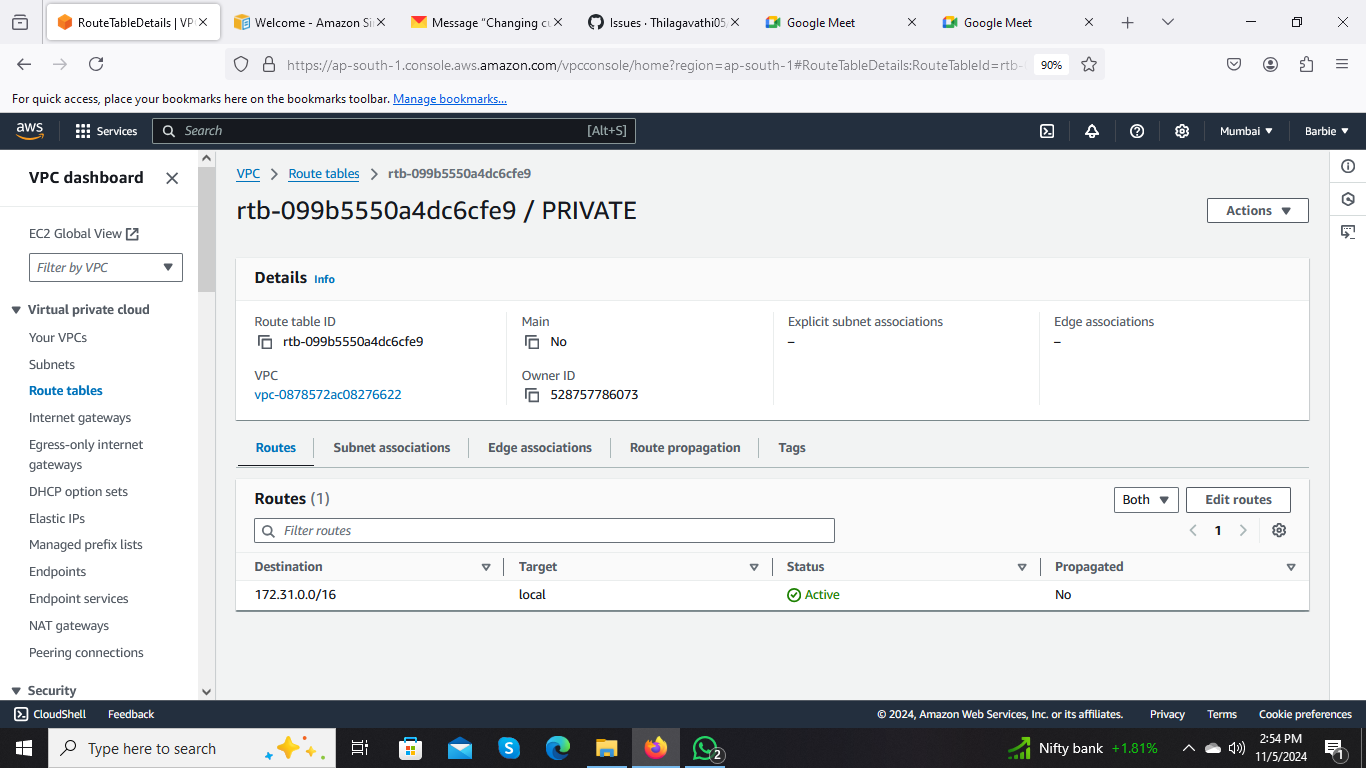 RouteTableDetails | VP
Welcome - Amazon Si
Message “Changing cu
Issues · Thilagavathi05
Google Meet
Google Meet
https://ap-south-1.console.aws.amazon.com/vpcconsole/home?region=ap-south-1#RouteTableDetails:RouteTableId=rtb-
90%
For quick access, place your bookmarks here on the bookmarks toolbar. Manage bookmarks...
aws
Services
Search
[Alt+S]
Mumbai
Barbie
VPC dashboard
EC2 Global View
Filter by VPC
Virtual private cloud
Your VPCs
Subnets
Route tables
Internet gateways
Egress-only internet
gateways
DHCP option sets
Elastic IPs
Managed prefix lists
Endpoints
Endpoint services
NAT gateways
Peering connections
Security
VPC > Route tables > rtb-099b5550a4dc6cfe9
rtb-099b5550a4dc6cfe9 / PRIVATE
Actions
Details Info
Route table ID
rtb-099b5550a4dc6cfe9
Main
No
Explicit subnet associations
–
Edge associations
–
VPC
vpc-0878572ac08276622
Owner ID
528757786073
Routes
Subnet associations
Edge associations
Route propagation
Tags
Routes (1)
Both
Edit routes
Filter routes
1
Destination
Target
Status
Propagated
172.31.0.0/16
local
Active
No
CloudShell
Feedback
© 2024, Amazon Web Services, Inc. or its affiliates.
Privacy
Terms
Cookie preferences
Type here to search
2
Nifty bank +1.81%
2:54 PM
11/5/2024
1